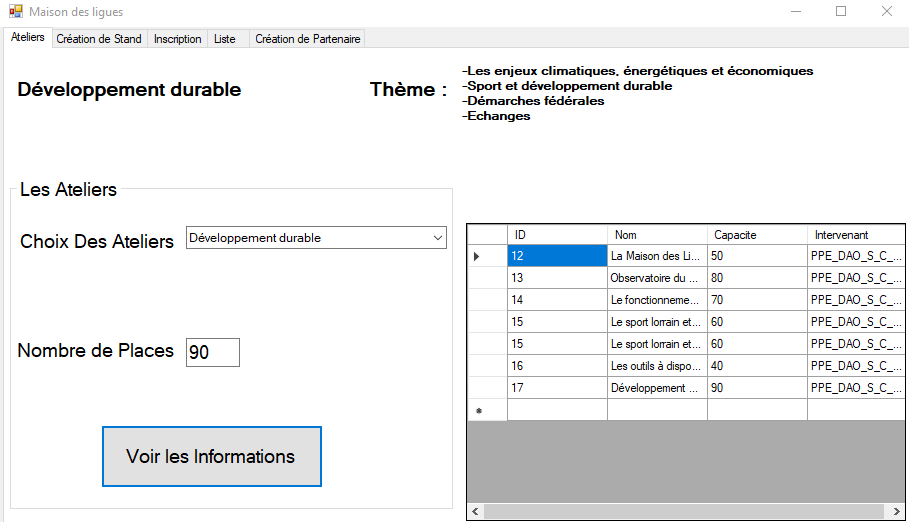 Maison des ligues
Ateliers Création de Stand Inscription Liste Création de Partenaire
Développement durable
Thème :
-Les enjeux climatiques, énergétiques et économiques
-Sport et développement durable
-Démarches fédérales
-Echanges
Les Ateliers
Choix Des Ateliers Développement durable
Nombre de Places 90
Voir les Informations
ID Nom Capacite Intervenant
12 La Maison des Li... 50 PPE_DAO_S_C_...
13 Observatoire du ... 80 PPE_DAO_S_C_...
14 Le fonctionneme... 70 PPE_DAO_S_C_...
15 Le sport lorrain et... 60 PPE_DAO_S_C_...
15 Le sport lorrain et... 60 PPE_DAO_S_C_...
16 Les outils à dispo... 40 PPE_DAO_S_C_...
17 Développement ... 90 PPE_DAO_S_C_...